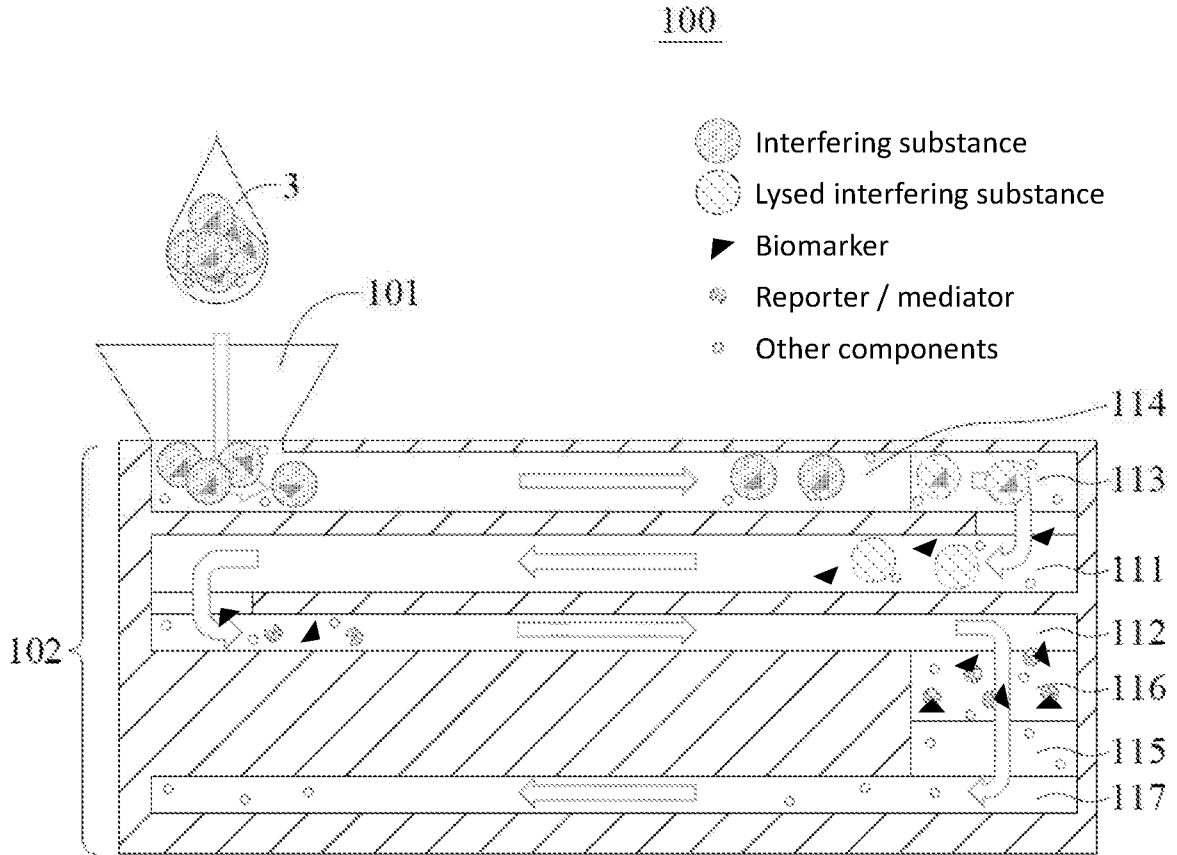 100
Interfering substance
Lysed interfering substance
3
Biomarker
101
Reporter / mediator
Other components
114
113
111
102
112
116
115
117